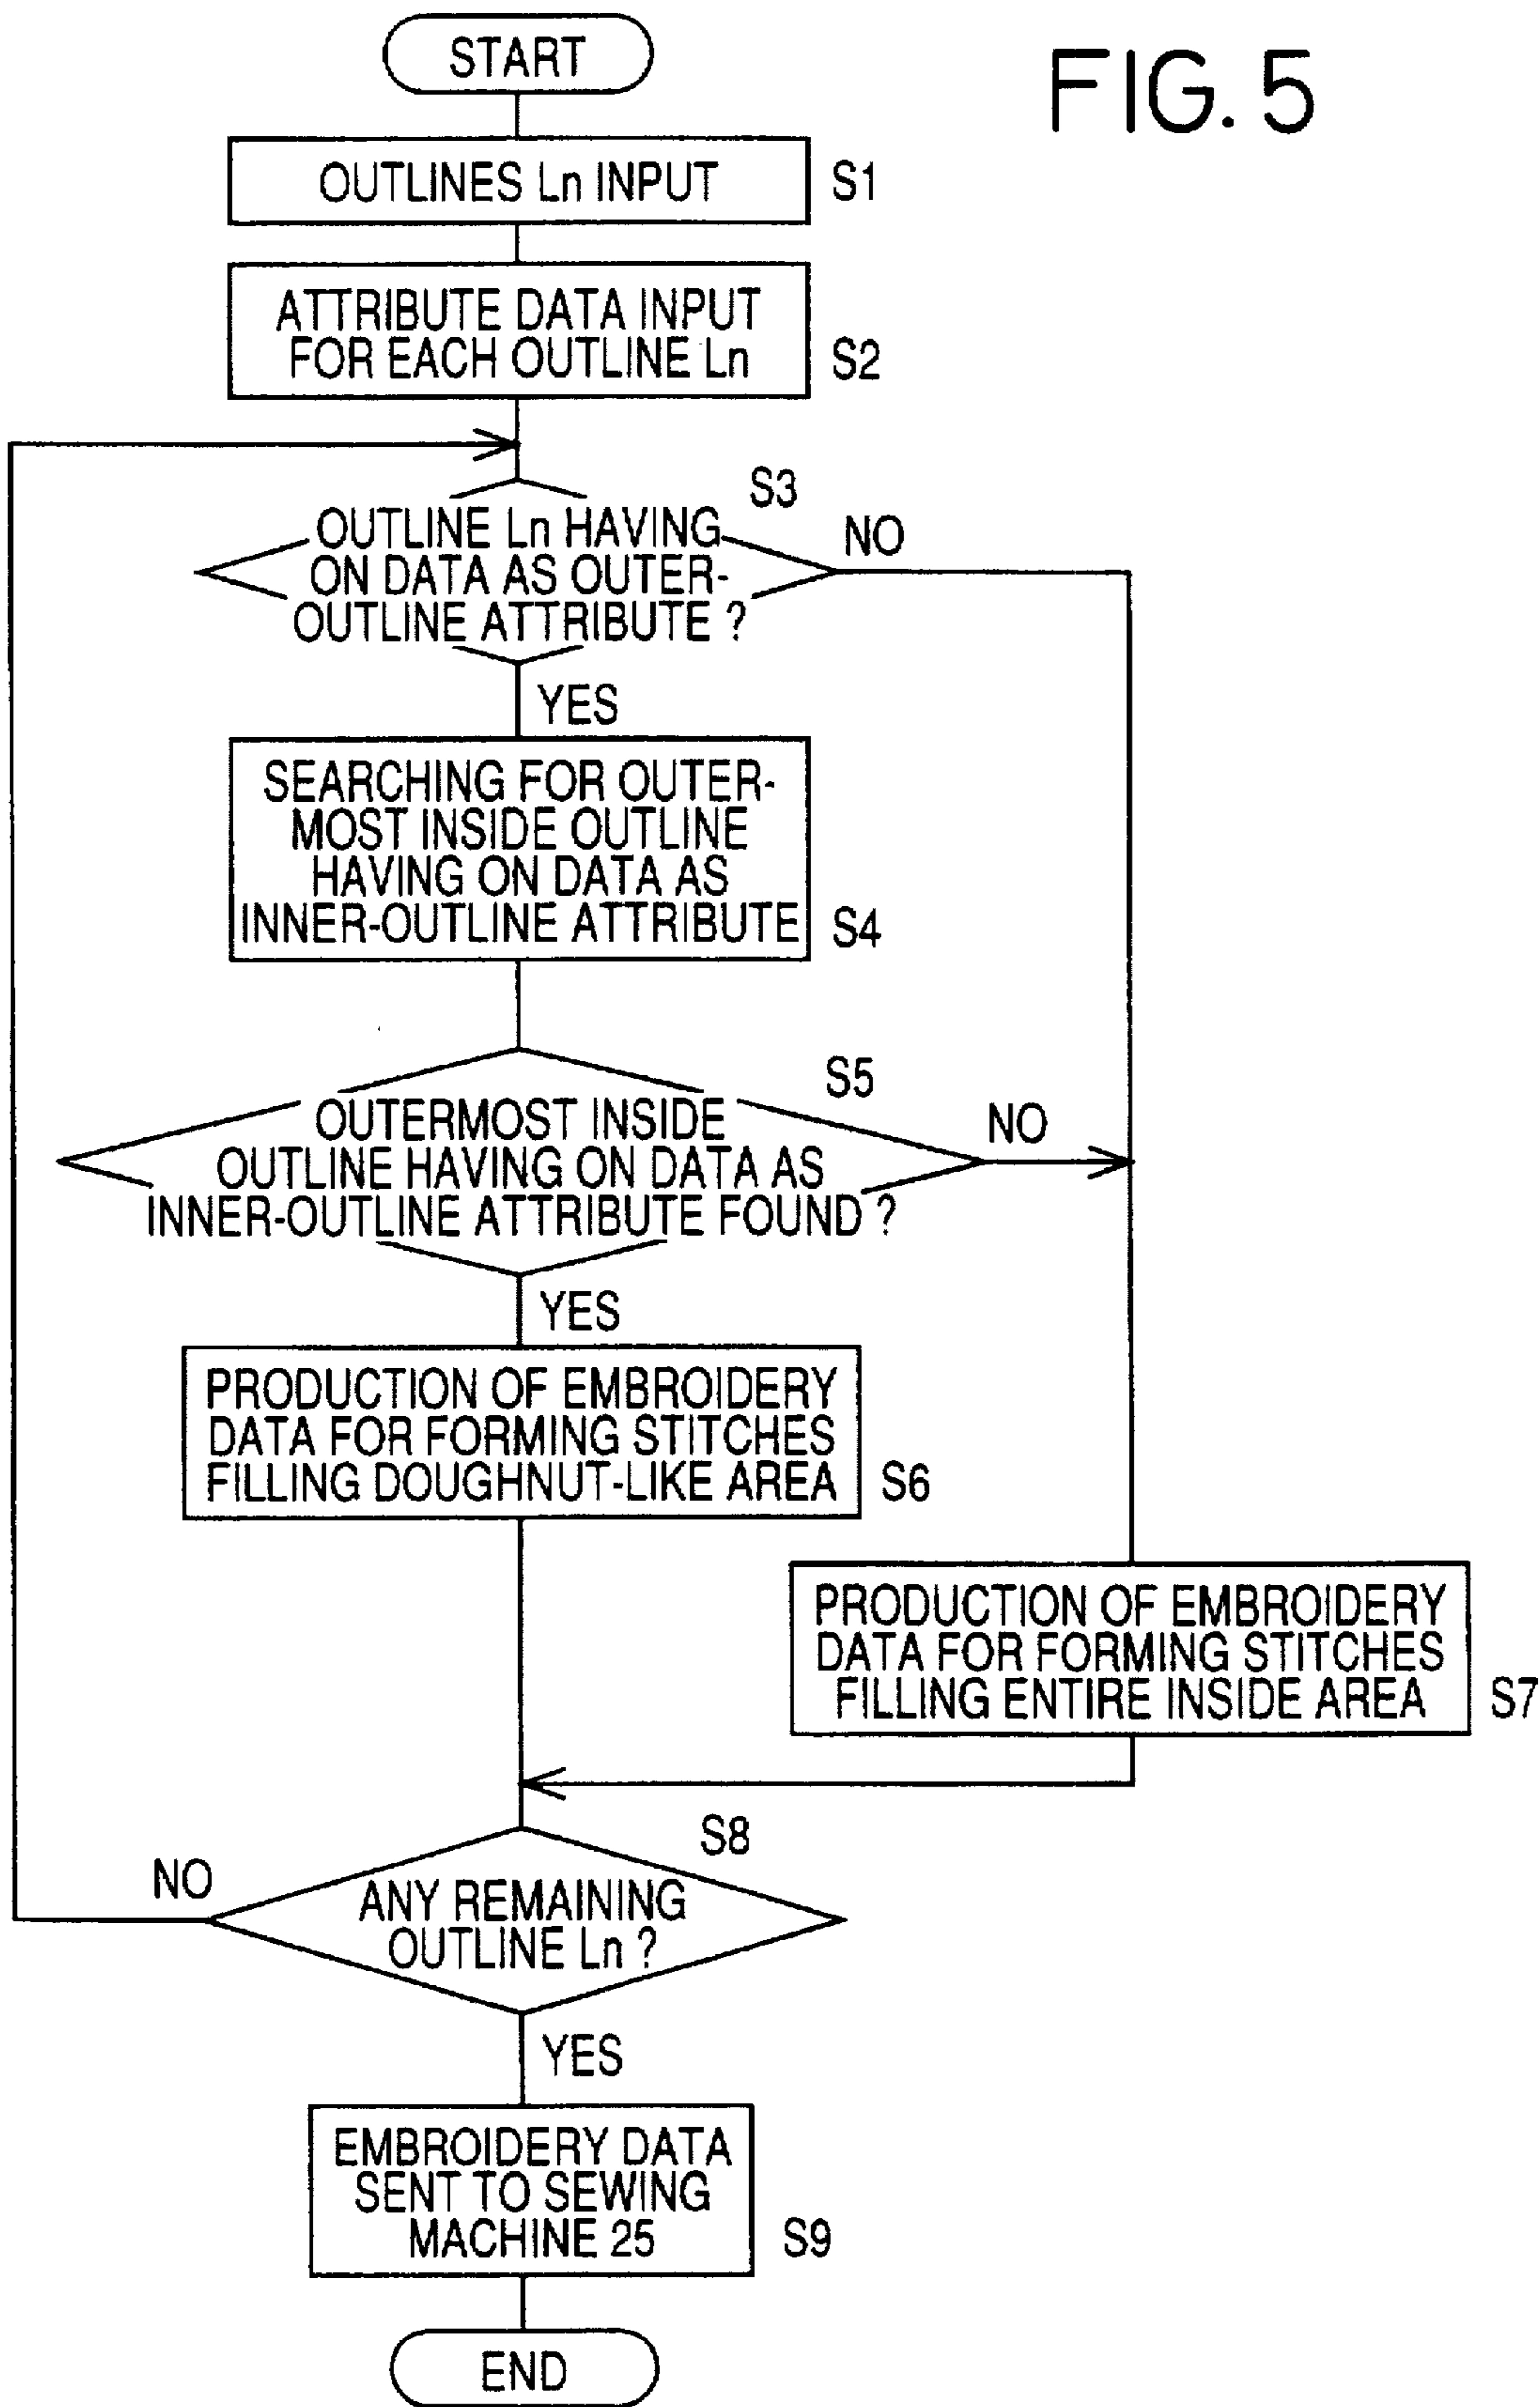 FIG. 5
START
OUTLINES Ln INPUT
S1
ATTRIBUTE DATA INPUT
FOR EACH OUTLINE Ln
S2
S3
OUTLINE Ln HAVING
ON DATA AS OUTER-
OUTLINE ATTRIBUTE ?
NO
YES
SEARCHING FOR OUTER-
MOST INSIDE OUTLINE
HAVING ON DATA AS
INNER-OUTLINE ATTRIBUTE
S4
S5
OUTERMOST INSIDE
OUTLINE HAVING ON DATA AS
INNER-OUTLINE ATTRIBUTE FOUND ?
NO
YES
PRODUCTION OF EMBROIDERY
DATA FOR FORMING STITCHES
FILLING DOUGHNUT-LIKE AREA
S6
PRODUCTION OF EMBROIDERY
DATA FOR FORMING STITCHES
FILLING ENTIRE INSIDE AREA
S7
S8
NO
ANY REMAINING
OUTLINE Ln ?
YES
EMBROIDERY DATA
SENT TO SEWING
MACHINE 25
S9
END